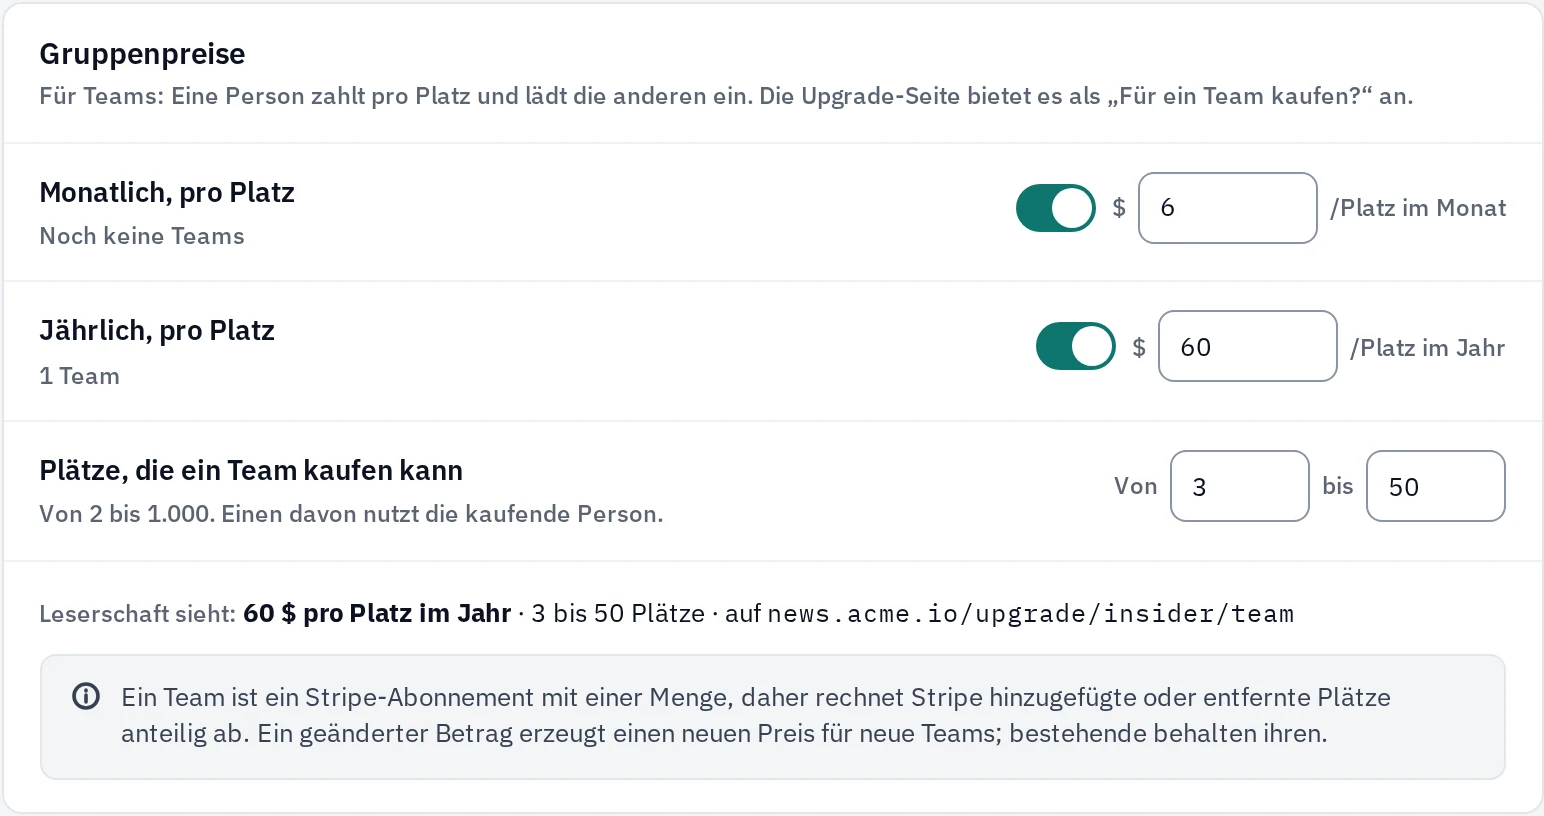 Gruppenpreise
Für Teams: Eine Person zahlt pro Platz und lädt die anderen ein. Die Upgrade-Seite bietet es als „Für ein Team kaufen?“ an.
Monatlich, pro Platz
Noch keine Teams
$ 6 /Platz im Monat
Jährlich, pro Platz
1 Team
$ 60 /Platz im Jahr
Plätze, die ein Team kaufen kann
Von 2 bis 1.000. Einen davon nutzt die kaufende Person.
Von 3 bis 50
Leserschaft sieht: 60 $ pro Platz im Jahr · 3 bis 50 Plätze · auf news.acme.io/upgrade/insider/team
Ein Team ist ein Stripe-Abonnement mit einer Menge, daher rechnet Stripe hinzugefügte oder entfernte Plätze
anteilig ab. Ein geänderter Betrag erzeugt einen neuen Preis für neue Teams; bestehende behalten ihren.